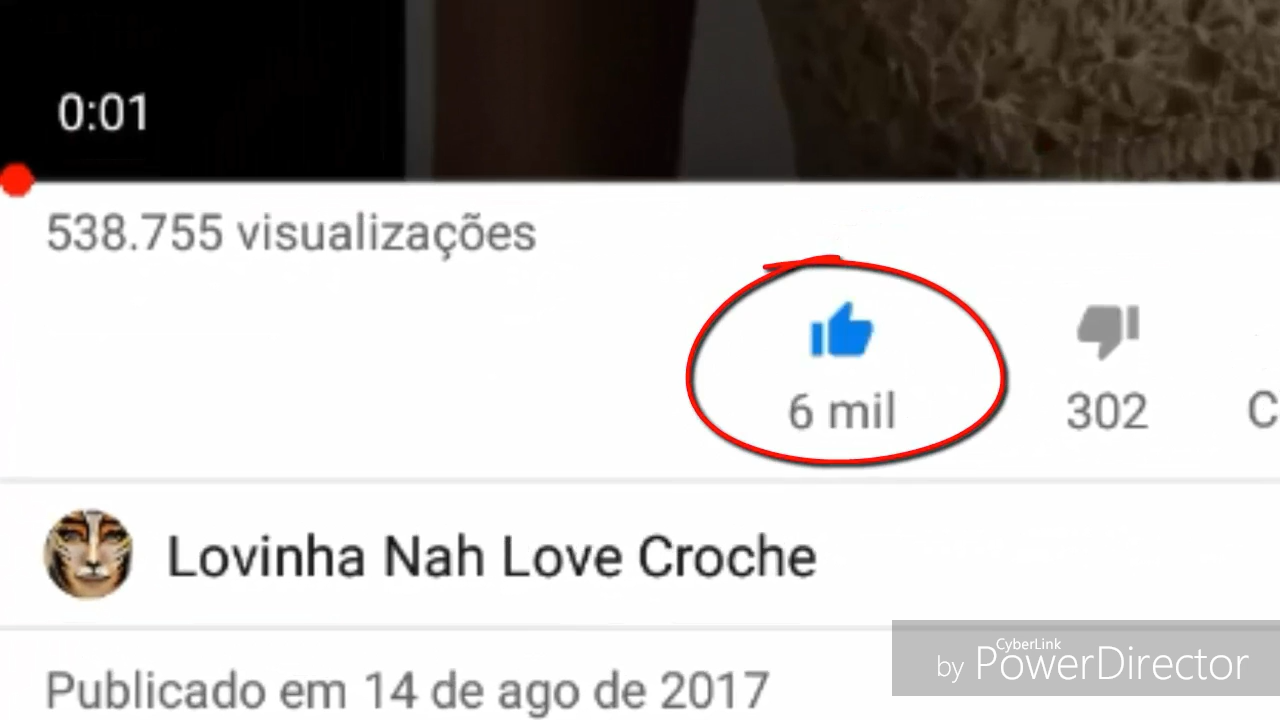 0:01
538.755 visualizações
6 mil
302
C
Lovinha Nah Love Croche
Publicado em 14 de ago de 2017
CyberLink
by PowerDirector